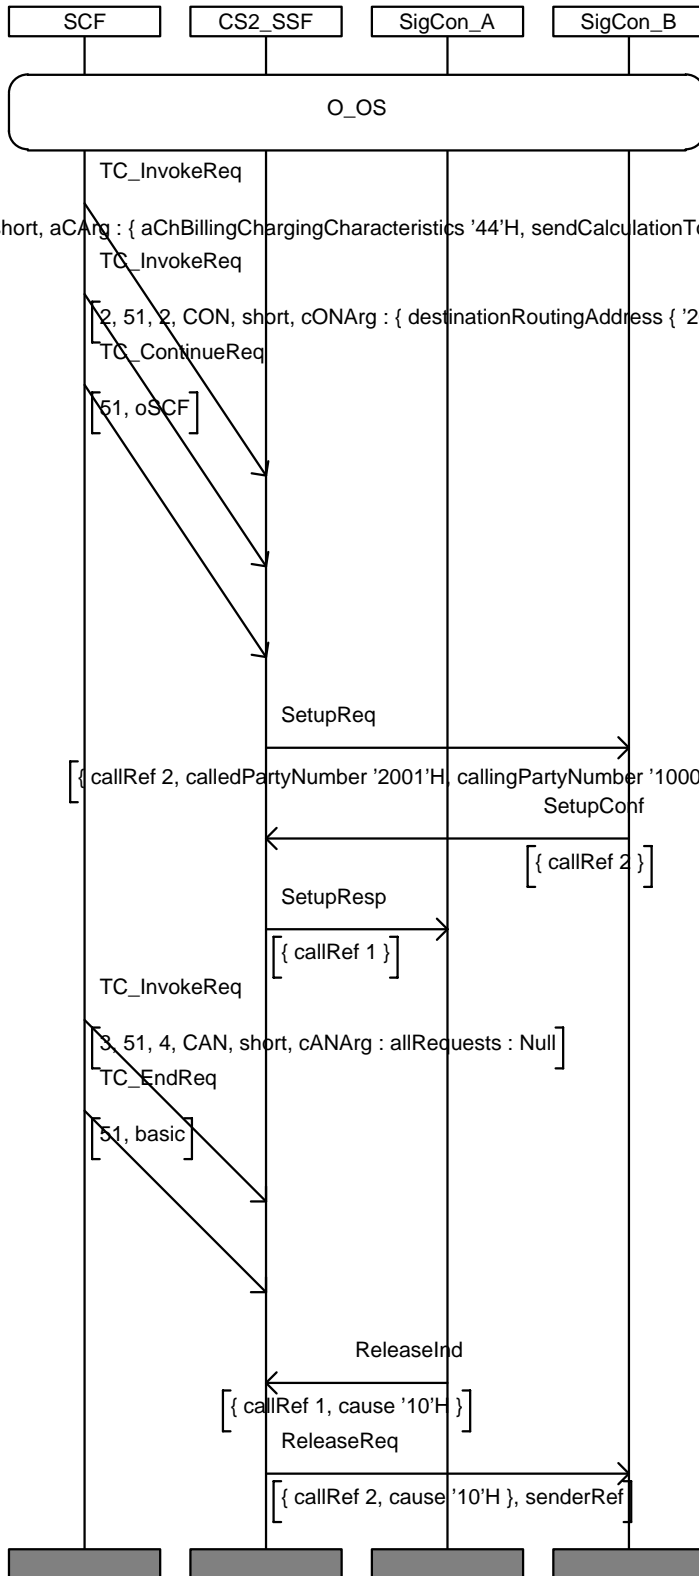 SCF CS2_SSF SigCon_A SigCon_B
O_OS
TC_InvokeReq
short, aCArg : { aChBillingChargingCharacteristics '44'H, sendCalculationTo
TC_InvokeReq
2, 51, 2, CON, short, cONArg : { destinationRoutingAddress { '2
TC_ContinueReq
51, oSCF
SetupReq
{ callRef 2, calledPartyNumber '2001'H, callingPartyNumber '1000
SetupConf
{ callRef 2 }
SetupResp
{ callRef 1 }
TC_InvokeReq
3, 51, 4, CAN, short, cANArg : allRequests : Null
TC_EndReq
51, basic
ReleaseInd
{ callRef 1, cause '10'H }
ReleaseReq
{ callRef 2, cause '10'H }, senderRef